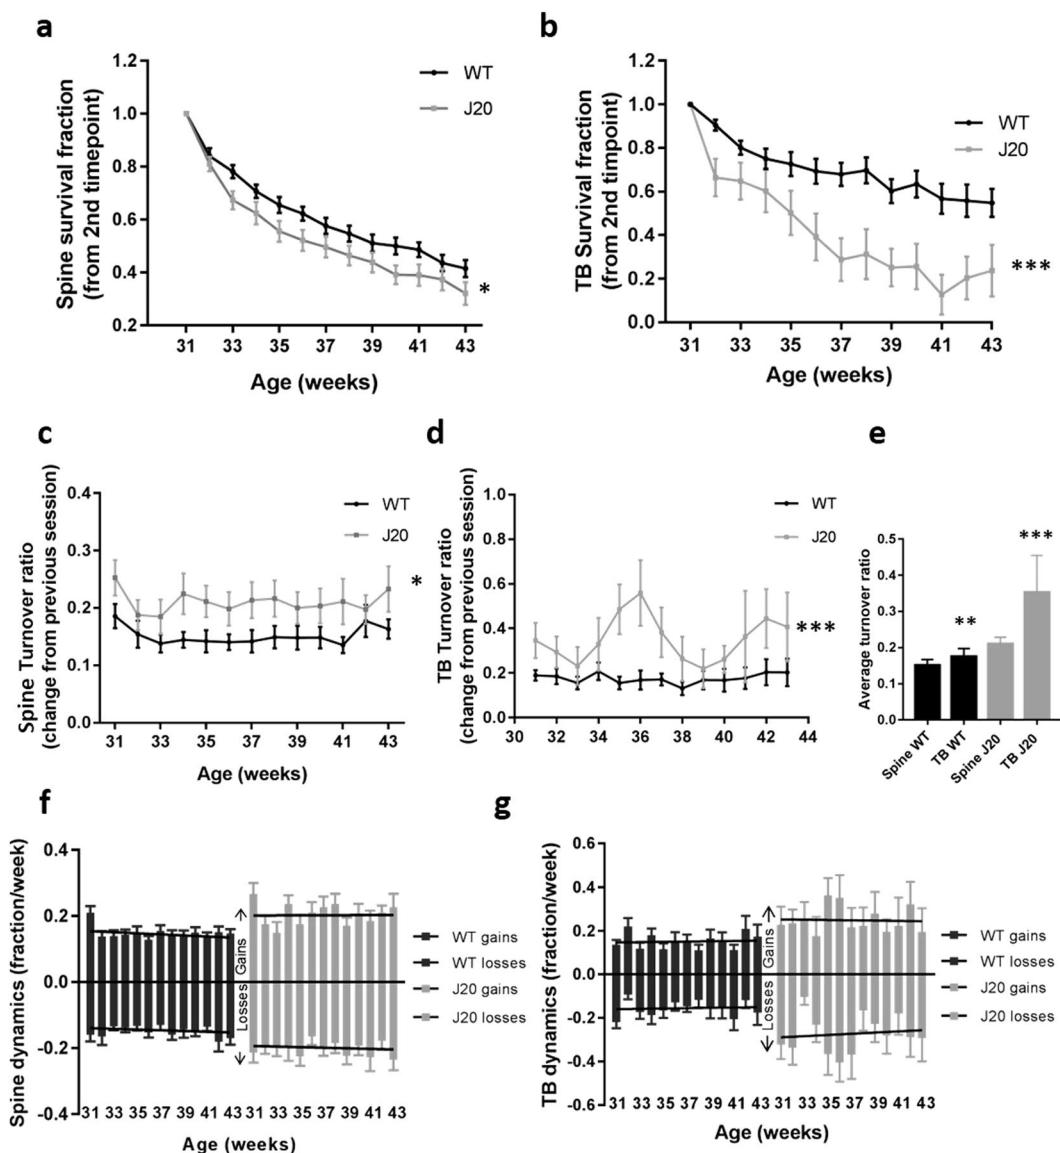 a
Spine survival fraction
(from 2nd timepoint)
1.2
1.0
0.8
0.6
0.4
0.2
WT
J20
*
31 33 35 37 39 41 43
Age (weeks)
b
TB Survival fraction
(from 2nd timpoint)
1.2
1.0
0.8
0.6
0.4
0.2
0.0
WT
J20
***
31 33 35 37 39 41 43
Age (weeks)
c
Spine Turnover ratio
(change from previous session)
0.4
0.3
0.2
0.1
0.0
WT
J20
*
31 33 35 37 39 41 43
Age (weeks)
d
TB Turnover ratio
(change from previous session)
1.0
0.8
0.6
0.4
0.2
0.0
WT
J20
***
30 32 34 36 38 40 42 44
Age (weeks)
e
Average turnover ratio
0.5
0.4
0.3
0.2
0.1
0.0
**
***
Spine WT
TB WT
Spine J20
TB J20
f
Spine dynamics (fraction/week)
0.4
0.2
0.0
-0.2
-0.4
Losses Gains
WT gains
WT losses
J20 gains
J20 losses
31 33 35 37 39 41 43 31 33 35 37 39 41 43
Age (weeks)
g
TB dynamics (fraction/week)
0.6
0.4
0.2
0.0
-0.2
-0.4
-0.6
Losses Gains
WT gains
WT losses
J20 gains
J20 losses
31 33 35 37 39 41 43 31 33 35 37 39 41 43
Age (weeks)